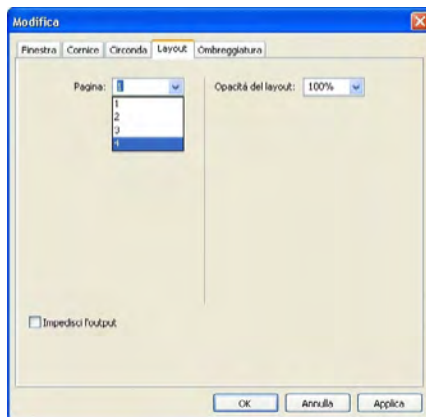 Modifica
Finestra Cornice Circonda Layout Ombreggiatura
Pagina: 1 Opacità del layout: 100%
1
2
3
4
Impedisci l'output
OK Annulla Applica